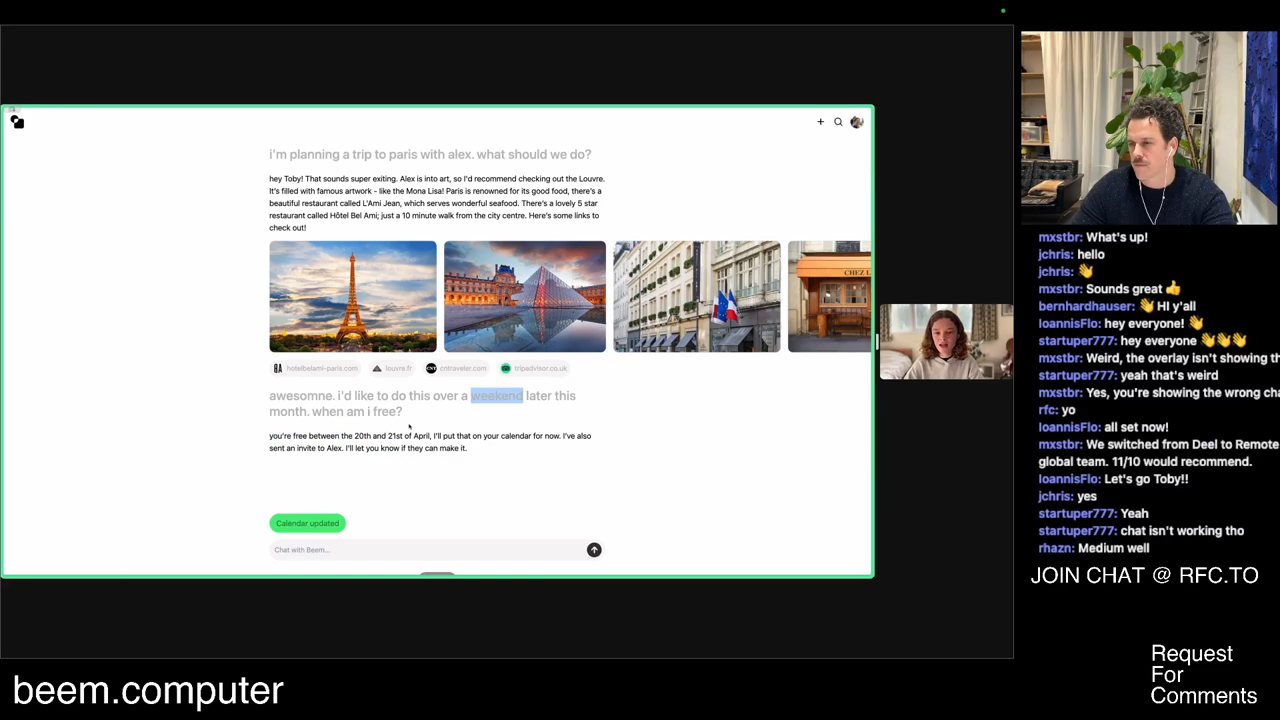 i'm planning a trip to paris with alex. what should we do?
hey Toby! That sounds super exiting. Alex is into art, so I'd recommend checking out the Louvre.
It's filled with famous artwork - like the Mona Lisa! Paris is renowned for its good food, there's a
beautiful restaurant called L'Ami Jean, which serves wonderful seafood. There's a lovely 5 star
restaurant called Hôtel Bel Ami; just a 10 minute walk from the city centre. Here's some links to
check out!
CHEZ L
hotelbelami-paris.com
louvre.fr
CNT
cntraveler.com
tripadvisor.co.uk
awesomne. i'd like to do this over a weekend later this
month. when am i free?
you're free between the 20th and 21st of April, I'll put that on your calendar for now. I've also
sent an invite to Alex. I'll let you know if they can make it.
Calendar updated
Chat with Beem...
mxstbr: What's up!
jchris: hello
jchris: 👋
mxstbr: Sounds great 👍
bernhardhauser: 👋 HI y'all
IoannisFlo: hey everyone! 👋
startuper777: hey everyone 👋👋👋
mxstbr: Weird, the overlay isn't showing th
startuper777: yeah that's weird
mxstbr: Yes, you're showing the wrong cha
rfc: yo
IoannisFlo: all set now!
mxstbr: We switched from Deel to Remote
global team. 11/10 would recommend.
IoannisFlo: Let's go Toby!!
jchris: yes
startuper777: Yeah
startuper777: chat isn't working tho
rhazn: Medium well
JOIN CHAT @ RFC.TO
beem.computer
Request
For
Comments